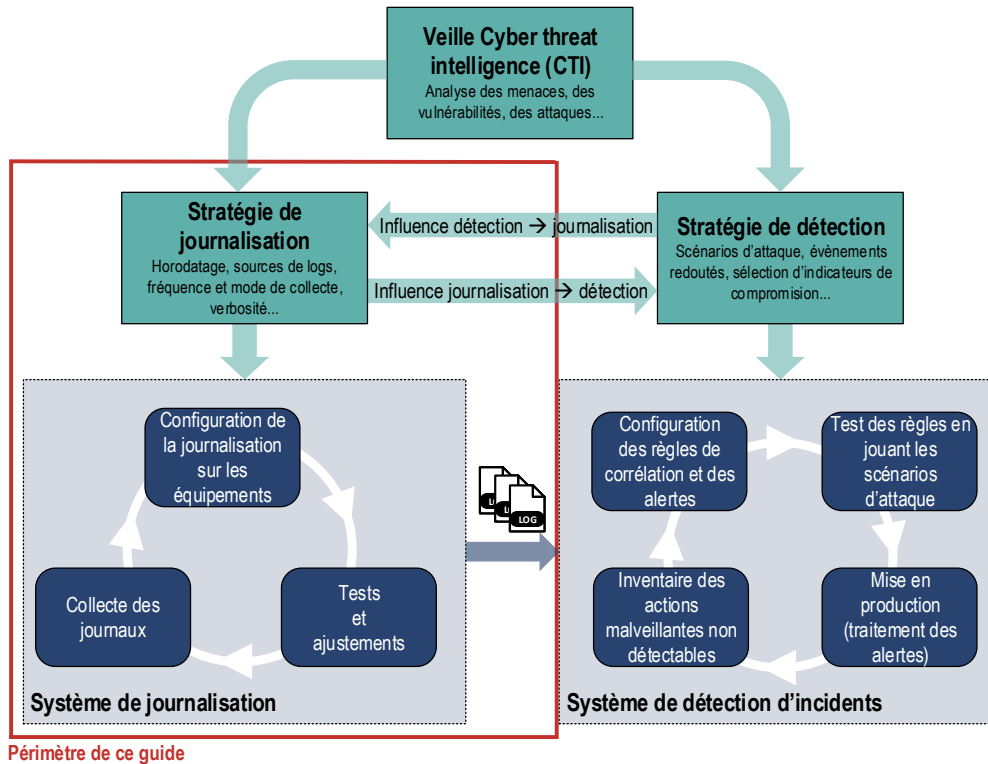 Veille Cyber threat
intelligence (CTI)
Analyse des menaces, des
vulnérabilités, des attaques...
Stratégie de
journalisation
Horodatage, sources de logs,
fréquence et mode de collecte,
verbosité...
Influence détection → journalisation
Influence journalisation → détection
Stratégie de détection
Scénarios d'attaque, évènements
redoutés, sélection d'indicateurs de
compromision...
Configuration de
la journalisation
sur les
équipements
Collecte des
journaux
Tests
et
ajustements
Système de journalisation
L
L
LOG
Configuration
des règles de
corrélation et des
alertes
Test des règles en
jouant les
scénarios
d'attaque
Inventaire des
actions
malveillantes non
détectables
Mise en
production
(traitement des
alertes)
Système de détection d'incidents
Périmètre de ce guide